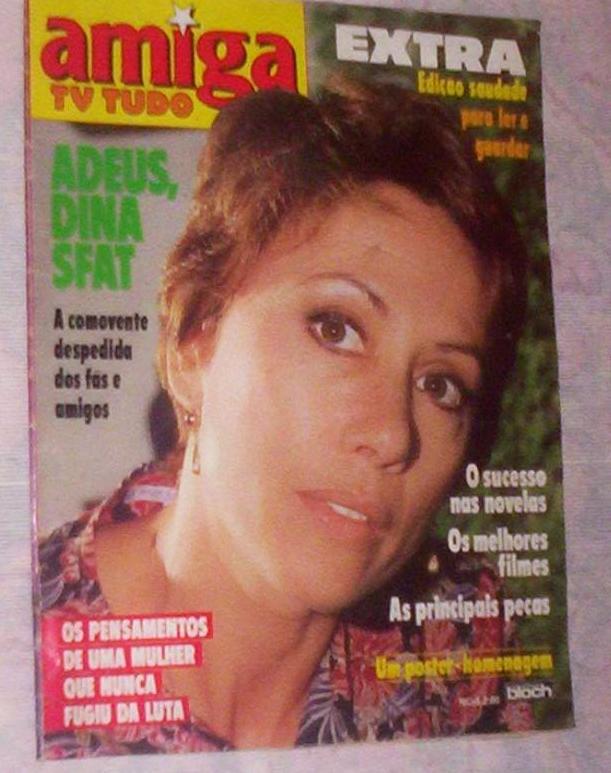 amiga
TV TUDO
EXTRA
Edição saudade
para ler e
guardar
ADEUS,
DINA
SFAT
A comovente
despedida
dos fãs e
amigos
O sucesso
nas novelas
Os melhores
filmes
As principais peças
Um poster-homenagem
bloch
OS PENSAMENTOS
DE UMA MULHER
QUE NUNCA
FUGIU DA LUTA